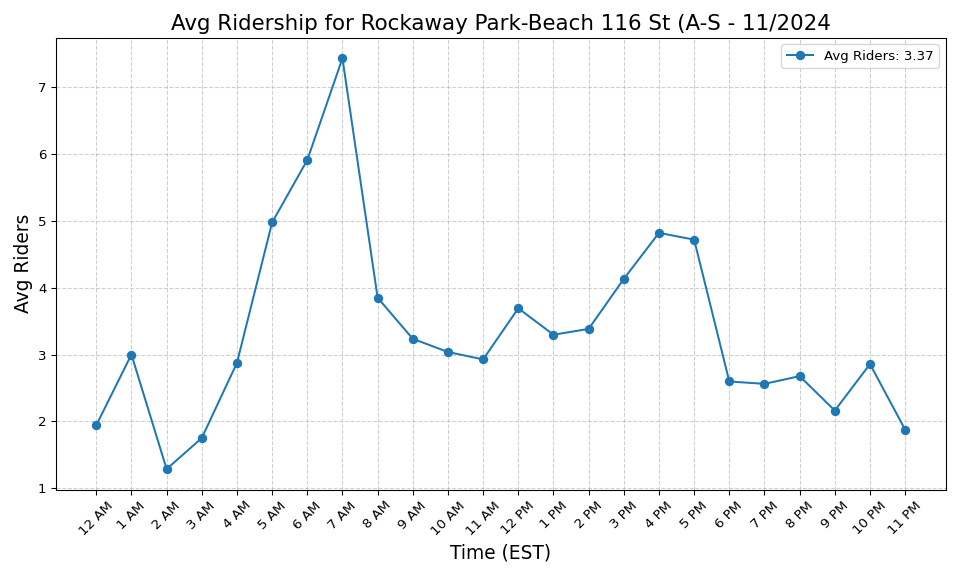 Avg Ridership for Rockaway Park-Beach 116 St (A-S - 11/2024
Avg Riders: 3.37
Avg Riders
7
6
5
4
3
2
1
12 AM
1 AM
2 AM
3 AM
4 AM
5 AM
6 AM
7 AM
8 AM
9 AM
10 AM
11 AM
12 PM
1 PM
2 PM
3 PM
4 PM
5 PM
6 PM
7 PM
8 PM
9 PM
10 PM
11 PM
Time (EST)